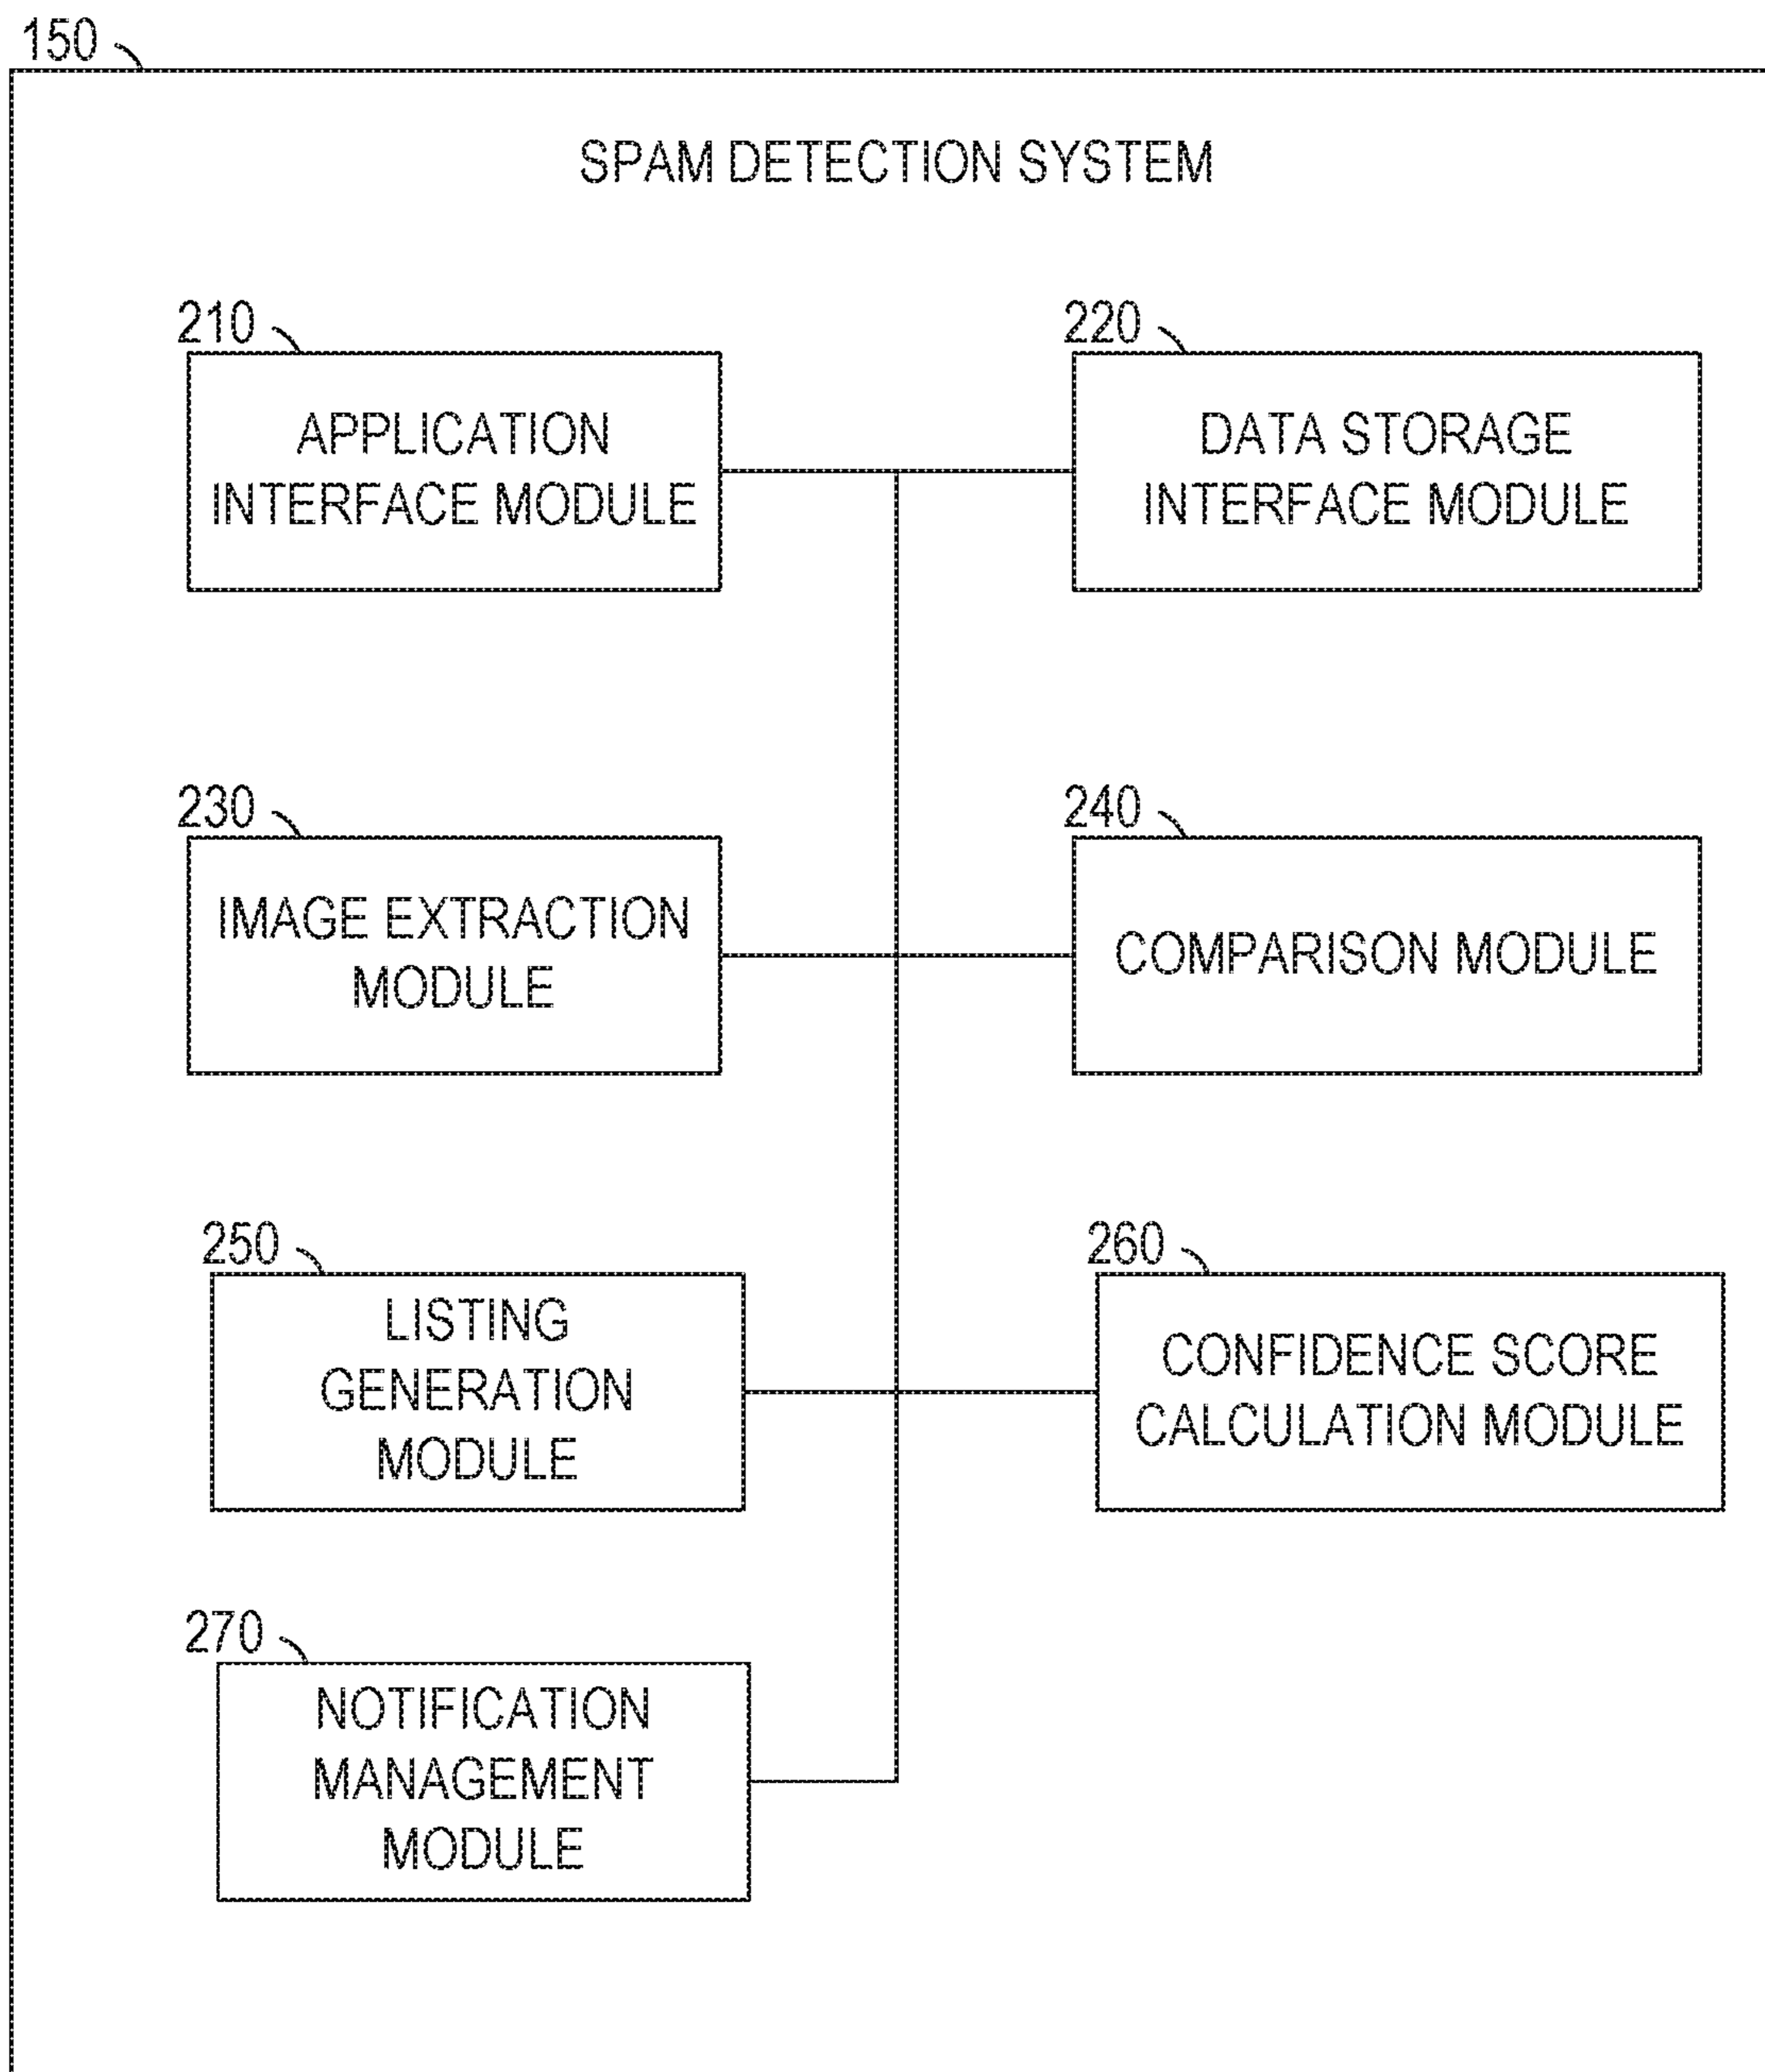 150
SPAM DETECTION SYSTEM
210
APPLICATION
INTERFACE MODULE
220
DATA STORAGE
INTERFACE MODULE
230
IMAGE EXTRACTION
MODULE
240
COMPARISON MODULE
250
LISTING
GENERATION
MODULE
260
CONFIDENCE SCORE
CALCULATION MODULE
270
NOTIFICATION
MANAGEMENT
MODULE